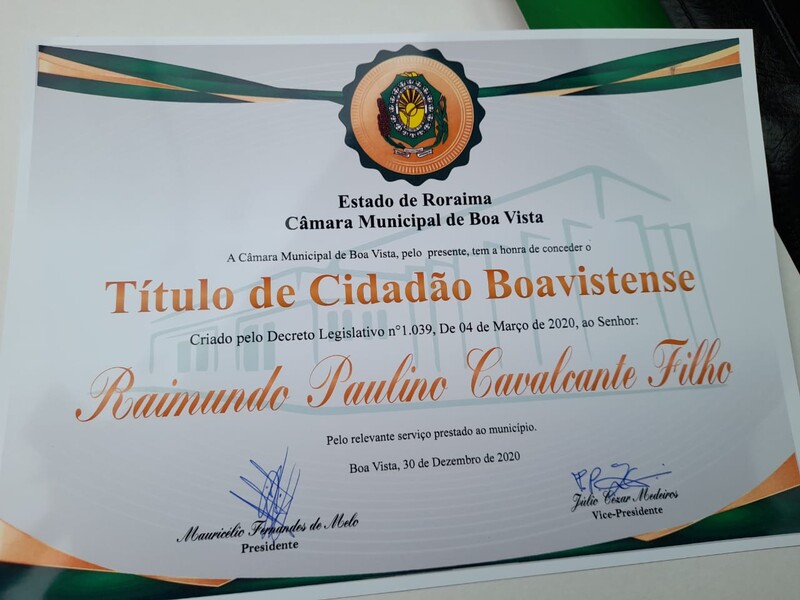 Estado de Roraima
Câmara Municipal de Boa Vista
A Câmara Municipal de Boa Vista, pelo presente, tem a honra de conceder o
Título de Cidadão Boavistense
Criado pelo Decreto Legislativo n°1.039, De 04 de Março de 2020, ao Senhor:
Raimundo Paulino Cavalcante Filho
Pelo relevante serviço prestado ao município.
Boa Vista, 30 de Dezembro de 2020
Mauricélio Fernandes de Melo
Presidente
Júlio Cézar Medeiros
Vice-Presidente